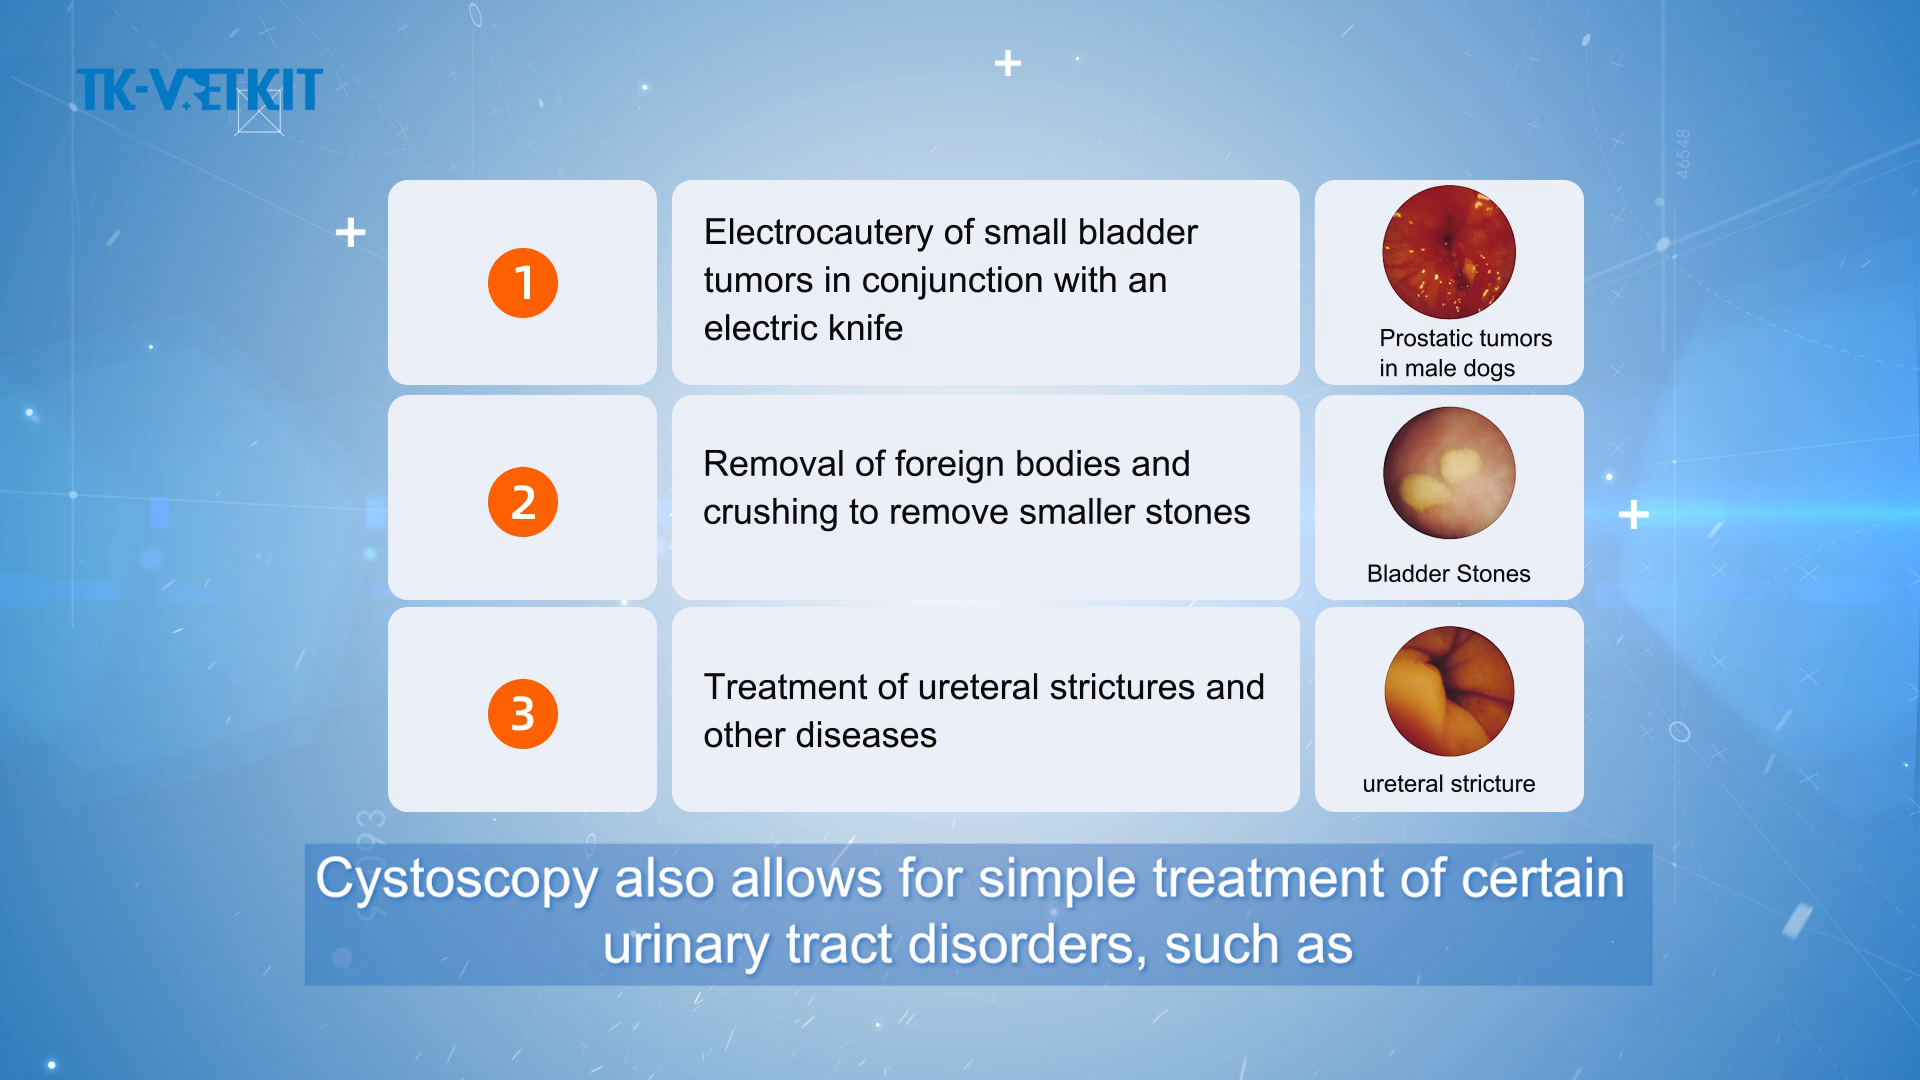 TK-VETKIT
46548
1
Electrocautery of small bladder
tumors in conjunction with an
electric knife
Prostatic tumors
in male dogs
2
Removal of foreign bodies and
crushing to remove smaller stones
Bladder Stones
3
Treatment of ureteral strictures and
other diseases
ureteral stricture
Cystoscopy also allows for simple treatment of certain
urinary tract disorders, such as